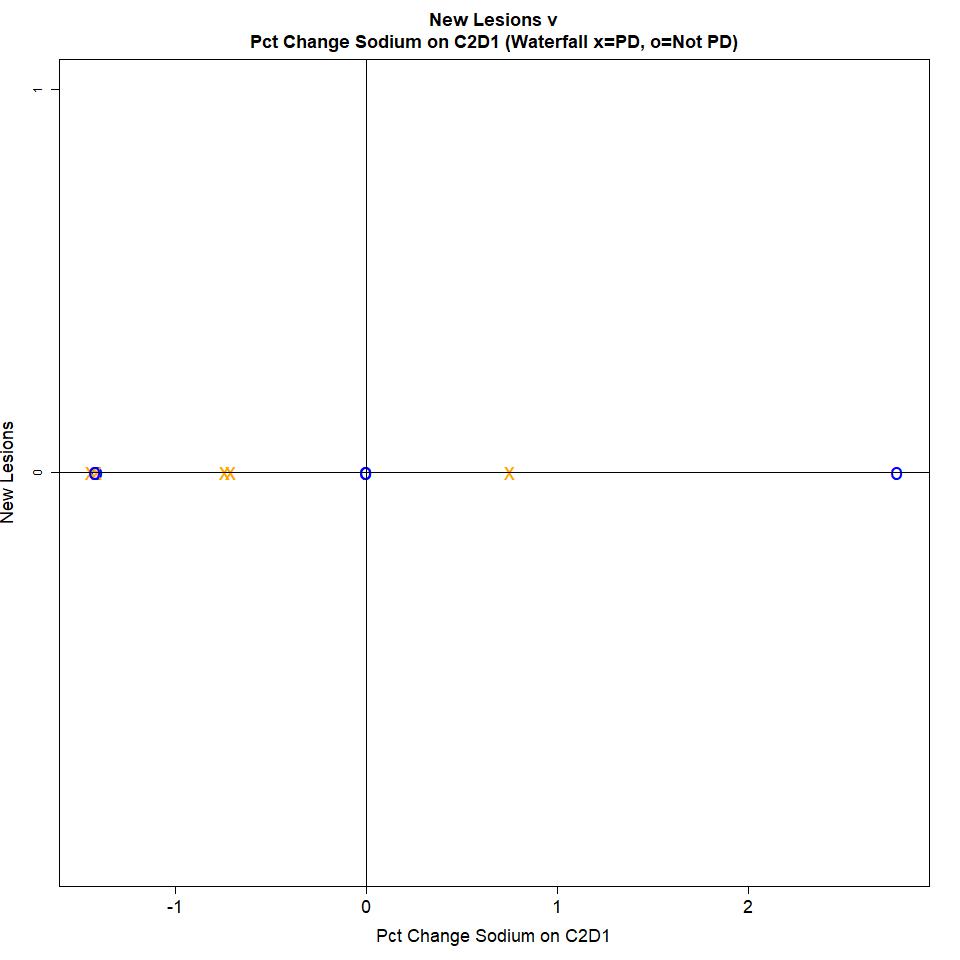 New Lesions v
Pct Change Sodium on C2D1 (Waterfall x=PD, o=Not PD)
1
New Lesions
0
x
o
x
x
o
x
o
-1
0
1
2
Pct Change Sodium on C2D1